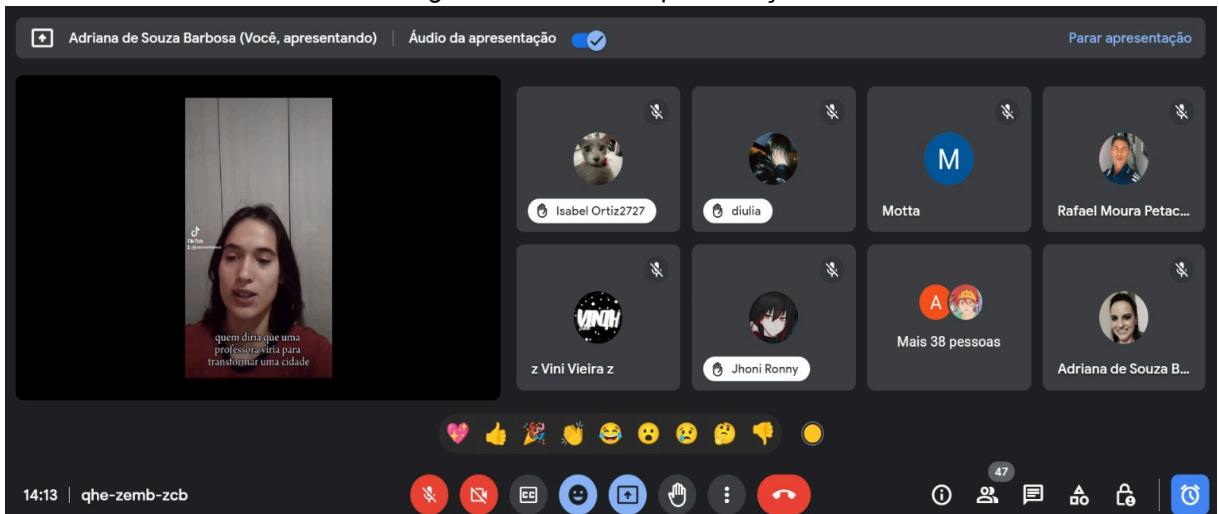 Adriana de Souza Barbosa (Você, apresentando)
Áudio da apresentação
Parar apresentação
TikTok
quem diria que uma
professora viria para
transformar uma cidade
Isabel Ortiz2727
diulia
M
Motta
Rafael Moura Petac...
z Vini Vieira z
Jhoni Ronny
A
Mais 38 pessoas
Adriana de Souza B...
47
14:13 | qhe-zemb-zcb
CC